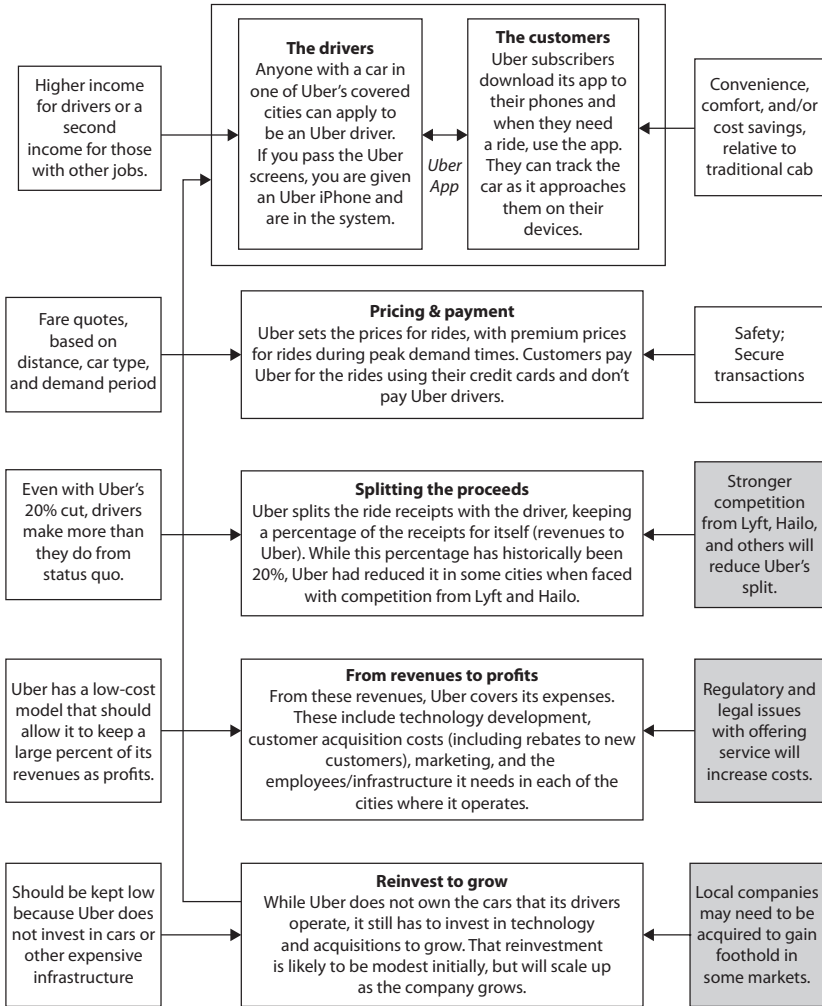 Higher income
for drivers or a
second
income for those
with other jobs.
The drivers
Anyone with a car in
one of Uber’s covered
cities can apply to
be an Uber driver.
If you pass the Uber
screens, you are given
an Uber iPhone and
are in the system.
Uber
App
The customers
Uber subscribers
download its app to
their phones and
when they need
a ride, use the app.
They can track the
car as it approaches
them on their
devices.
Convenience,
comfort, and/or
cost savings,
relative to
traditional cab
Fare quotes,
based on
distance, car type,
and demand period
Pricing & payment
Uber sets the prices for rides, with premium prices
for rides during peak demand times. Customers pay
Uber for the rides using their credit cards and don’t
pay Uber drivers.
Safety;
Secure
transactions
Even with Uber’s
20% cut, drivers
make more than
they do from
status quo.
Splitting the proceeds
Uber splits the ride receipts with the driver, keeping
a percentage of the receipts for itself (revenues to
Uber). While this percentage has historically been
20%, Uber had reduced it in some cities when faced
with competition from Lyft and Hailo.
Stronger
competition
from Lyft, Hailo,
and others will
reduce Uber’s
split.
Uber has a low-cost
model that should
allow it to keep a
large percent of its
revenues as profits.
From revenues to profits
From these revenues, Uber covers its expenses.
These include technology development,
customer acquisition costs (including rebates to new
customers), marketing, and the
employees/infrastructure it needs in each of the
cities where it operates.
Regulatory and
legal issues
with offering
service will
increase costs.
Should be kept low
because Uber does
not invest in cars or
other expensive
infrastructure
Reinvest to grow
While Uber does not own the cars that its drivers
operate, it still has to invest in technology
and acquisitions to grow. That reinvestment
is likely to be modest initially, but will scale up
as the company grows.
Local companies
may need to be
acquired to gain
foothold in
some markets.